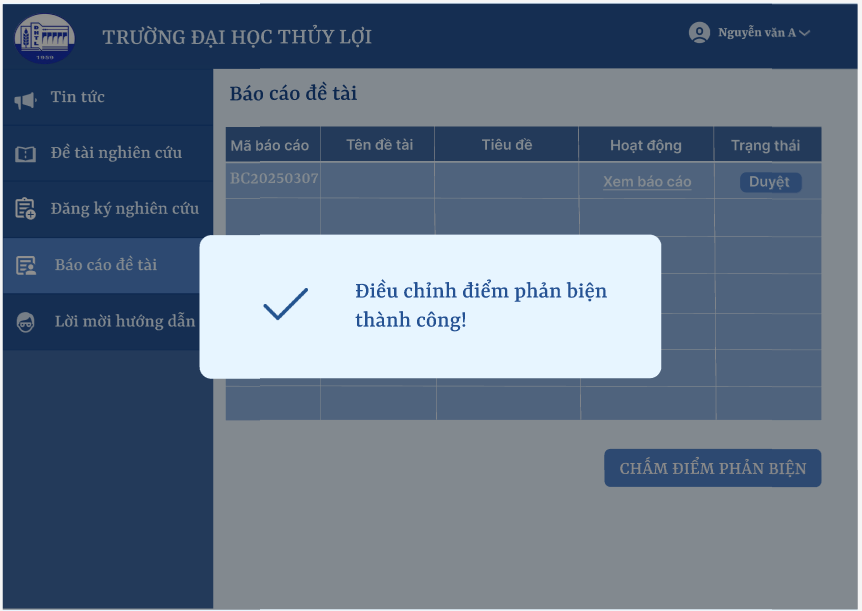 TRƯỜNG ĐẠI HỌC THỦY LỢI
Nguyễn văn A
1959
Tin tức
Đề tài nghiên cứu
Đăng ký nghiên cứu
Báo cáo đề tài
Lời mời hướng dẫn
Báo cáo đề tài
Mã báo cáo Tên đề tài Tiêu đề Hoạt động Trạng thái
BC20250307 Xem báo cáo Duyệt
Điều chỉnh điểm phản biện
thành công!
CHẤM ĐIỂM PHẢN BIỆN